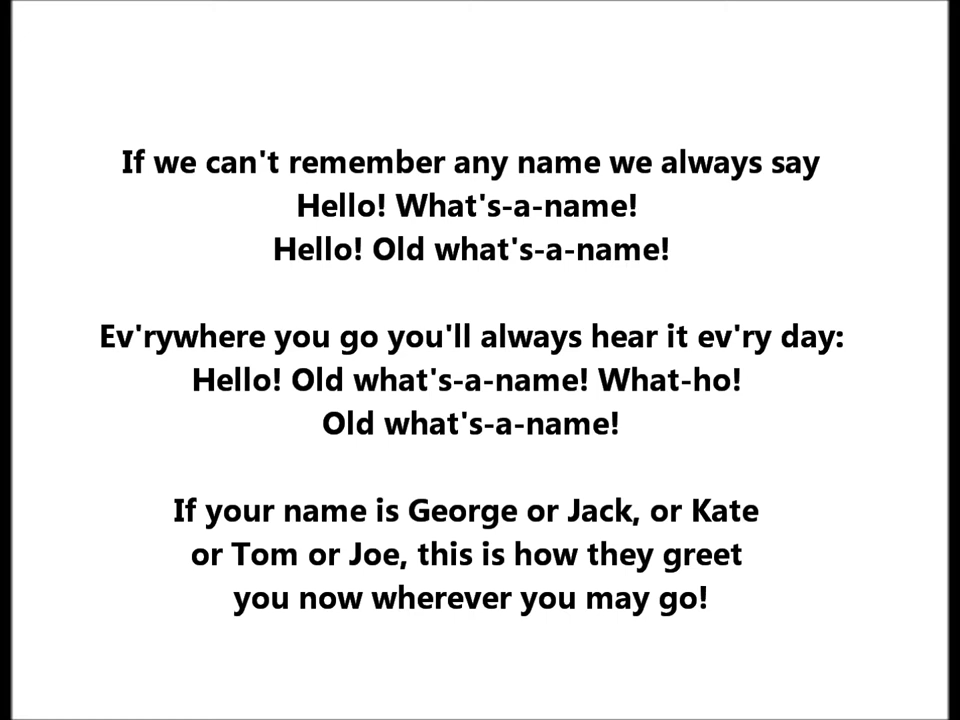 If we can't remember any name we always say
Hello! What's-a-name!
Hello! Old what's-a-name!
Ev'rywhere you go you'll always hear it ev'ry day:
Hello! Old what's-a-name! What-ho!
Old what's-a-name!
If your name is George or Jack, or Kate
or Tom or Joe, this is how they greet
you now wherever you may go!